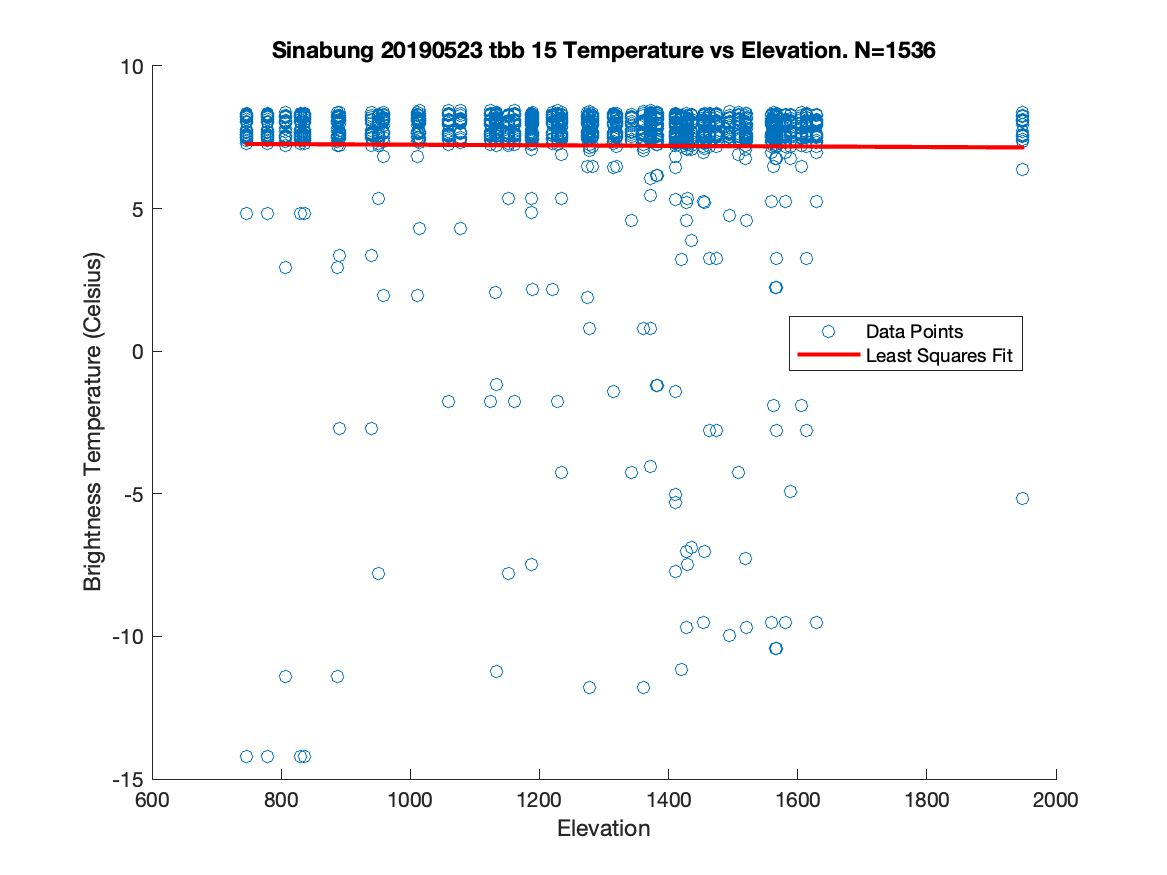 Sinabung 20190523 tbb 15 Temperature vs Elevation. N=1536
10
5
0
-5
-10
-15
Brightness Temperature (Celsius)
Data Points
Least Squares Fit
600 800 1000 1200 1400 1600 1800 2000
Elevation